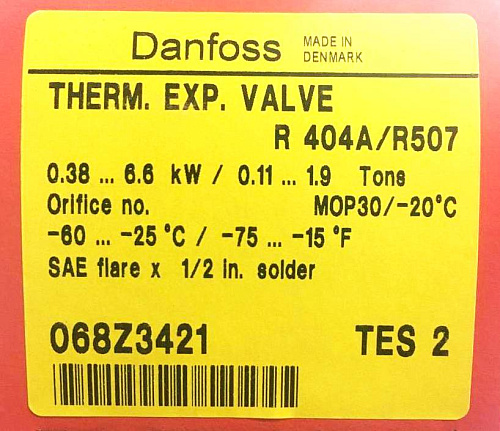 Danfoss MADE IN
DENMARK
THERM. EXP. VALVE
R 404A/R507
0.38 ... 6.6 kW / 0.11 ... 1.9 Tons
Orifice no. MOP30/-20°C
-60 ... -25 °C / -75 ... -15 °F
SAE flare x 1/2 in. solder
068Z3421 TES 2